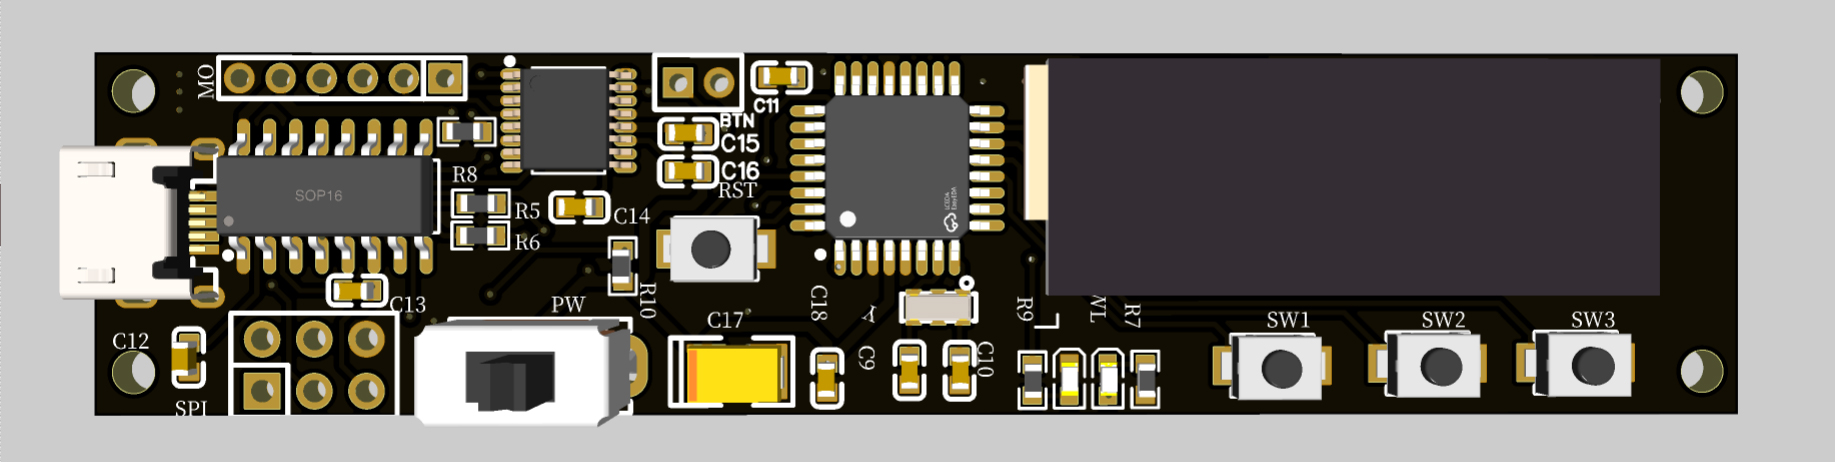 MO
C11
BTN
C15
C16
RST
R8
SOP16
R5
R6
C14
R10
C13
PW
C12
SPI
C17
C18
Y
C9
C10
R9
L
WL
R7
SW1
SW2
SW3